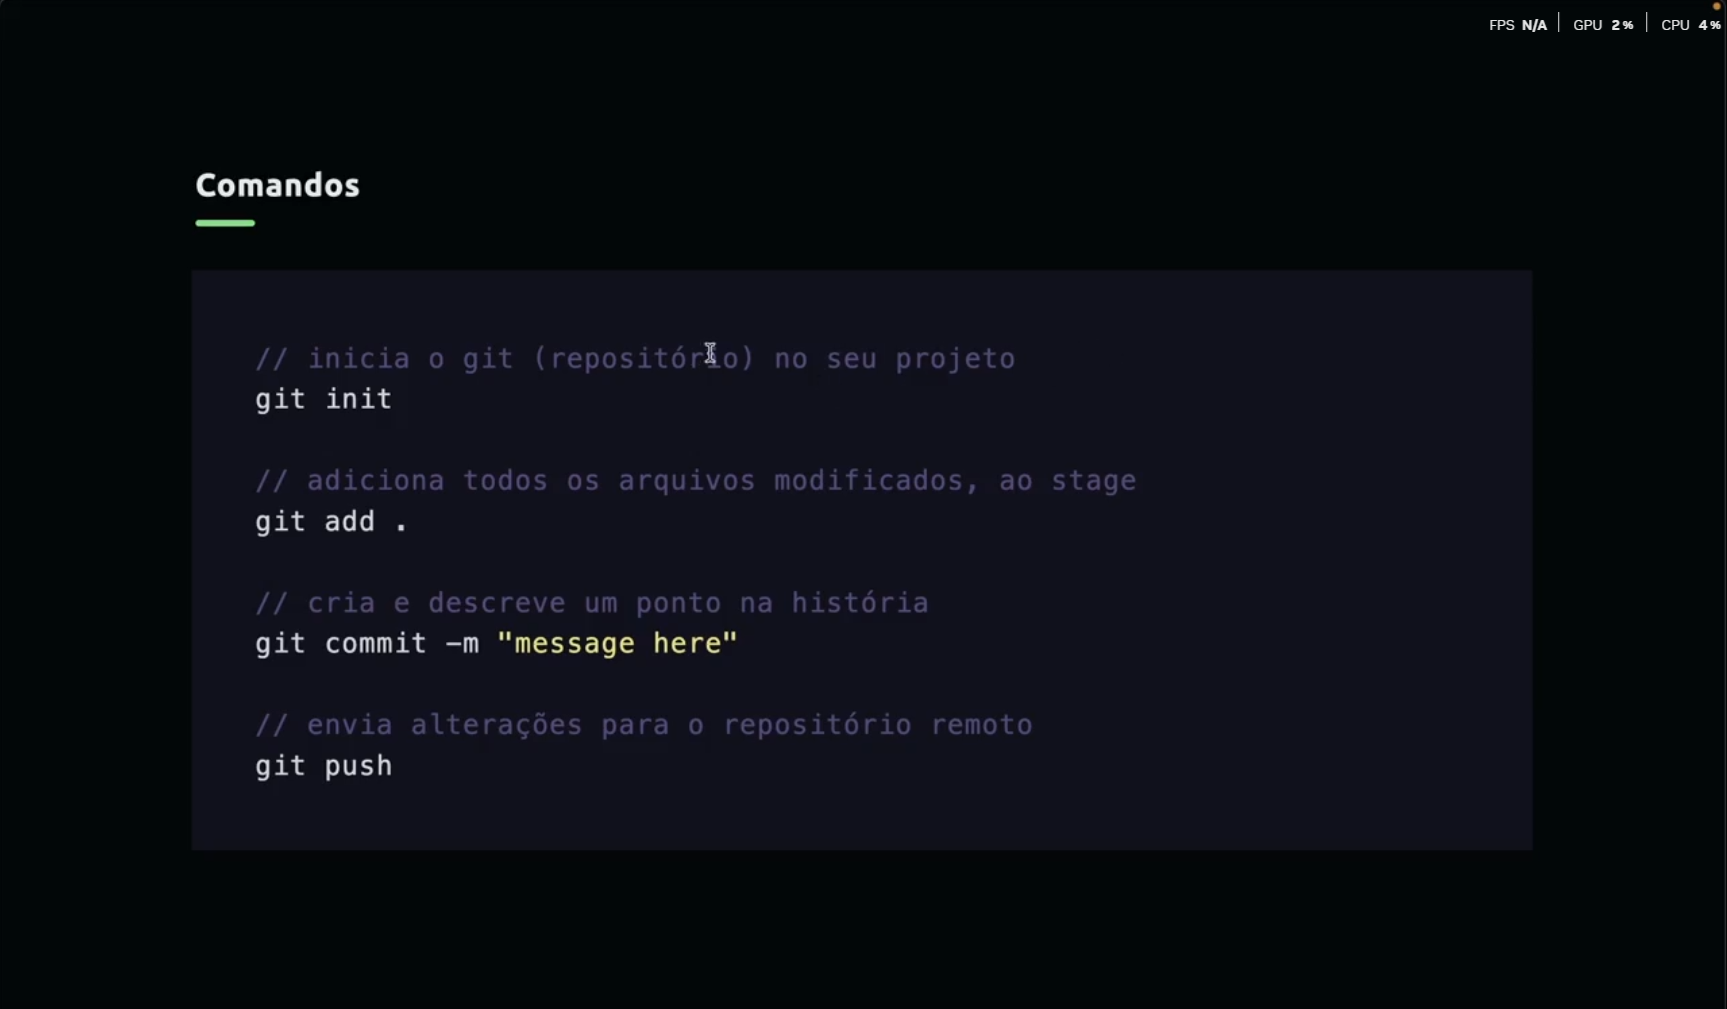 FPS N/A | GPU 2% | CPU 4%
Comandos
// inicia o git (repositório) no seu projeto
git init
// adiciona todos os arquivos modificados, ao stage
git add .
// cria e descreve um ponto na história
git commit -m "message here"
// envia alterações para o repositório remoto
git push